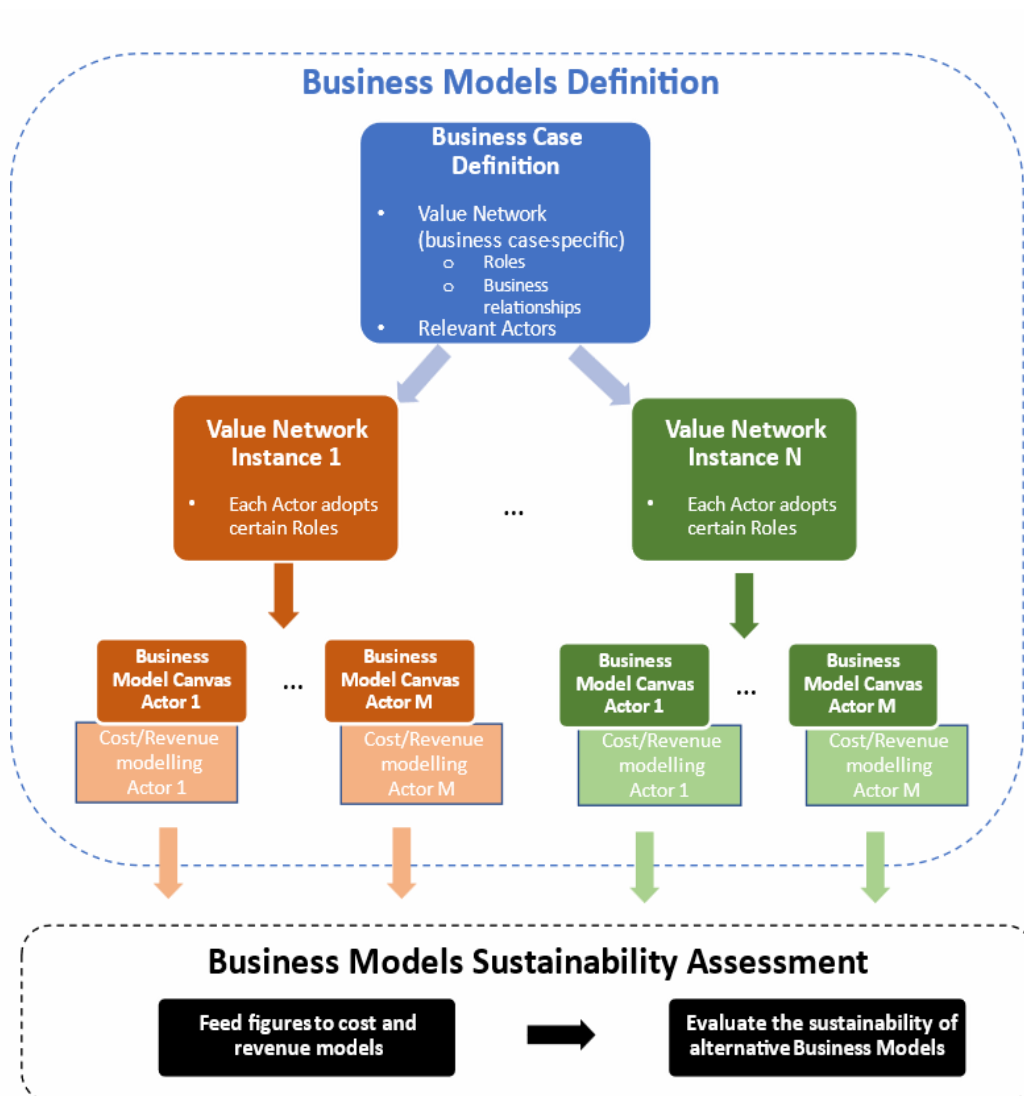 Business Models Definition
Business Case
Definition
• Value Network
(business case-specific)
o Roles
o Business
relationships
• Relevant Actors
Value Network
Instance 1
• Each Actor adopts
certain Roles
...
Value Network
Instance N
• Each Actor adopts
certain Roles
Business
Model Canvas
Actor 1
...
Business
Model Canvas
Actor M
Business
Model Canvas
Actor 1
...
Business
Model Canvas
Actor M
Cost/Revenue
modelling
Actor 1
Cost/Revenue
modelling
Actor M
Cost/Revenue
modelling
Actor 1
Cost/Revenue
modelling
Actor M
Business Models Sustainability Assessment
Feed figures to cost and
revenue models
Evaluate the sustainability of
alternative Business Models